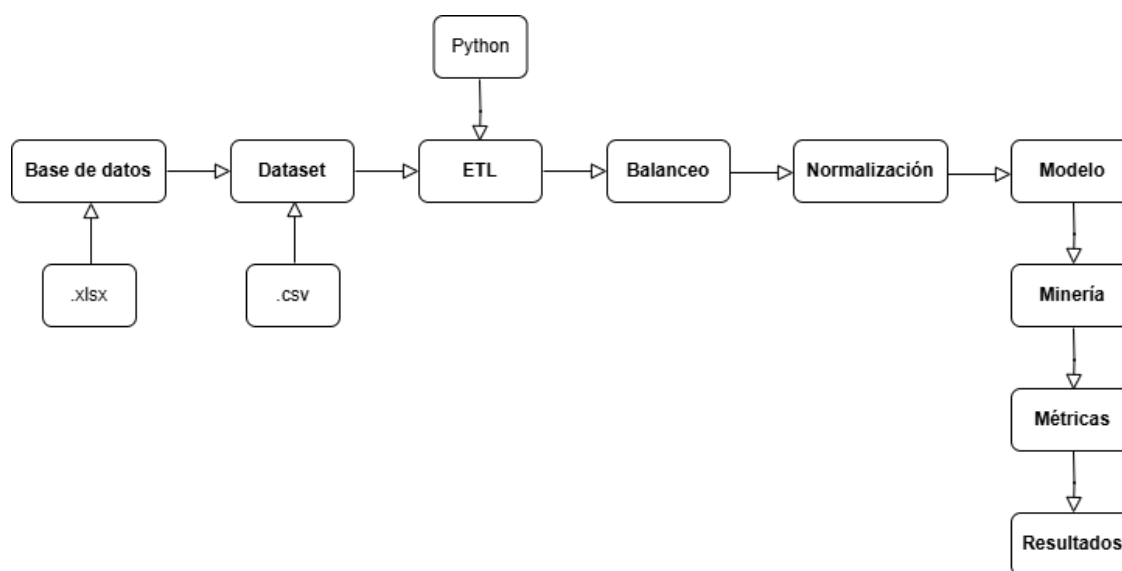 Python
Base de datos
Dataset
ETL
Balanceo
Normalización
Modelo
.xlsx
.csv
Minería
Métricas
Resultados